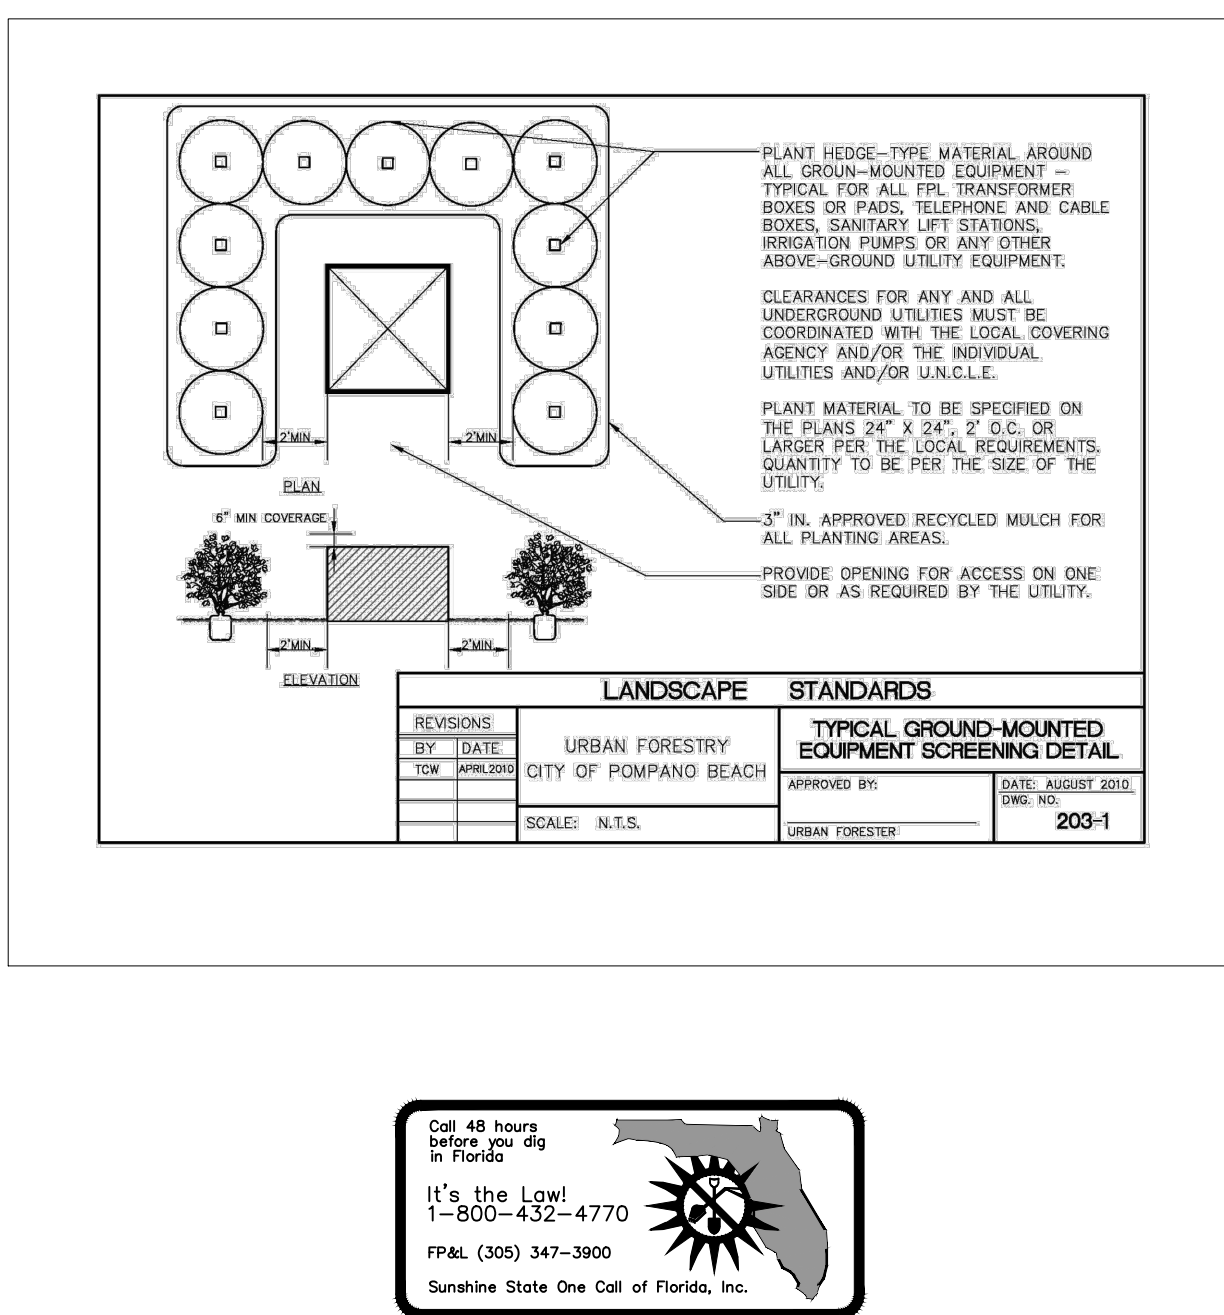 PLANT HEDGE-TYPE MATERIAL AROUND
ALL GROUN-MOUNTED EQUIPMENT -
TYPICAL FOR ALL FPL TRANSFORMER
BOXES OR PADS, TELEPHONE AND CABLE
BOXES, SANITARY LIFT STATIONS,
IRRIGATION PUMPS OR ANY OTHER
ABOVE-GROUND UTILITY EQUIPMENT.
CLEARANCES FOR ANY AND ALL
UNDERGROUND UTILITIES MUST BE
COORDINATED WITH THE LOCAL COVERING
AGENCY AND/OR THE INDIVIDUAL
UTILITIES AND/OR U.N.C.L.E.
PLANT MATERIAL TO BE SPECIFIED ON
THE PLANS 24" X 24", 2' O.C. OR
LARGER PER THE LOCAL REQUIREMENTS.
QUANTITY TO BE PER THE SIZE OF THE
UTILITY.
3" IN. APPROVED RECYCLED MULCH FOR
ALL PLANTING AREAS.
PROVIDE OPENING FOR ACCESS ON ONE
SIDE OR AS REQUIRED BY THE UTILITY.
2'MIN. 2'MIN.
PLAN
6" MIN COVERAGE
2'MIN. 2'MIN.
ELEVATION
LANDSCAPE STANDARDS
REVISIONS
BY DATE
TCW APRIL2010
URBAN FORESTRY
CITY OF POMPANO BEACH
SCALE: N.T.S.
TYPICAL GROUND-MOUNTED
EQUIPMENT SCREENING DETAIL
APPROVED BY:
URBAN FORESTER
DATE: AUGUST 2010
DWG. NO.
203-1
Call 48 hours
before you dig
in Florida
It's the Law!
1-800-432-4770
FP&L (305) 347-3900
Sunshine State One Call of Florida, Inc.